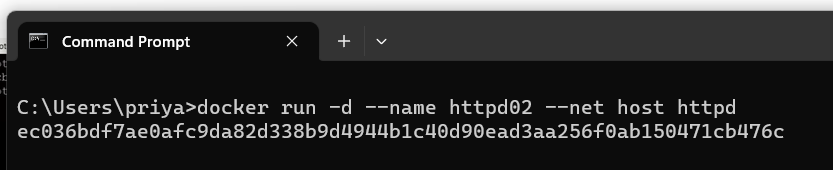 Command Prompt
C:\Users\priya>docker run -d --name httpd02 --net host httpd
ec036bdf7ae0afc9da82d338b9d4944b1c40d90ead3aa256f0ab150471cb476c